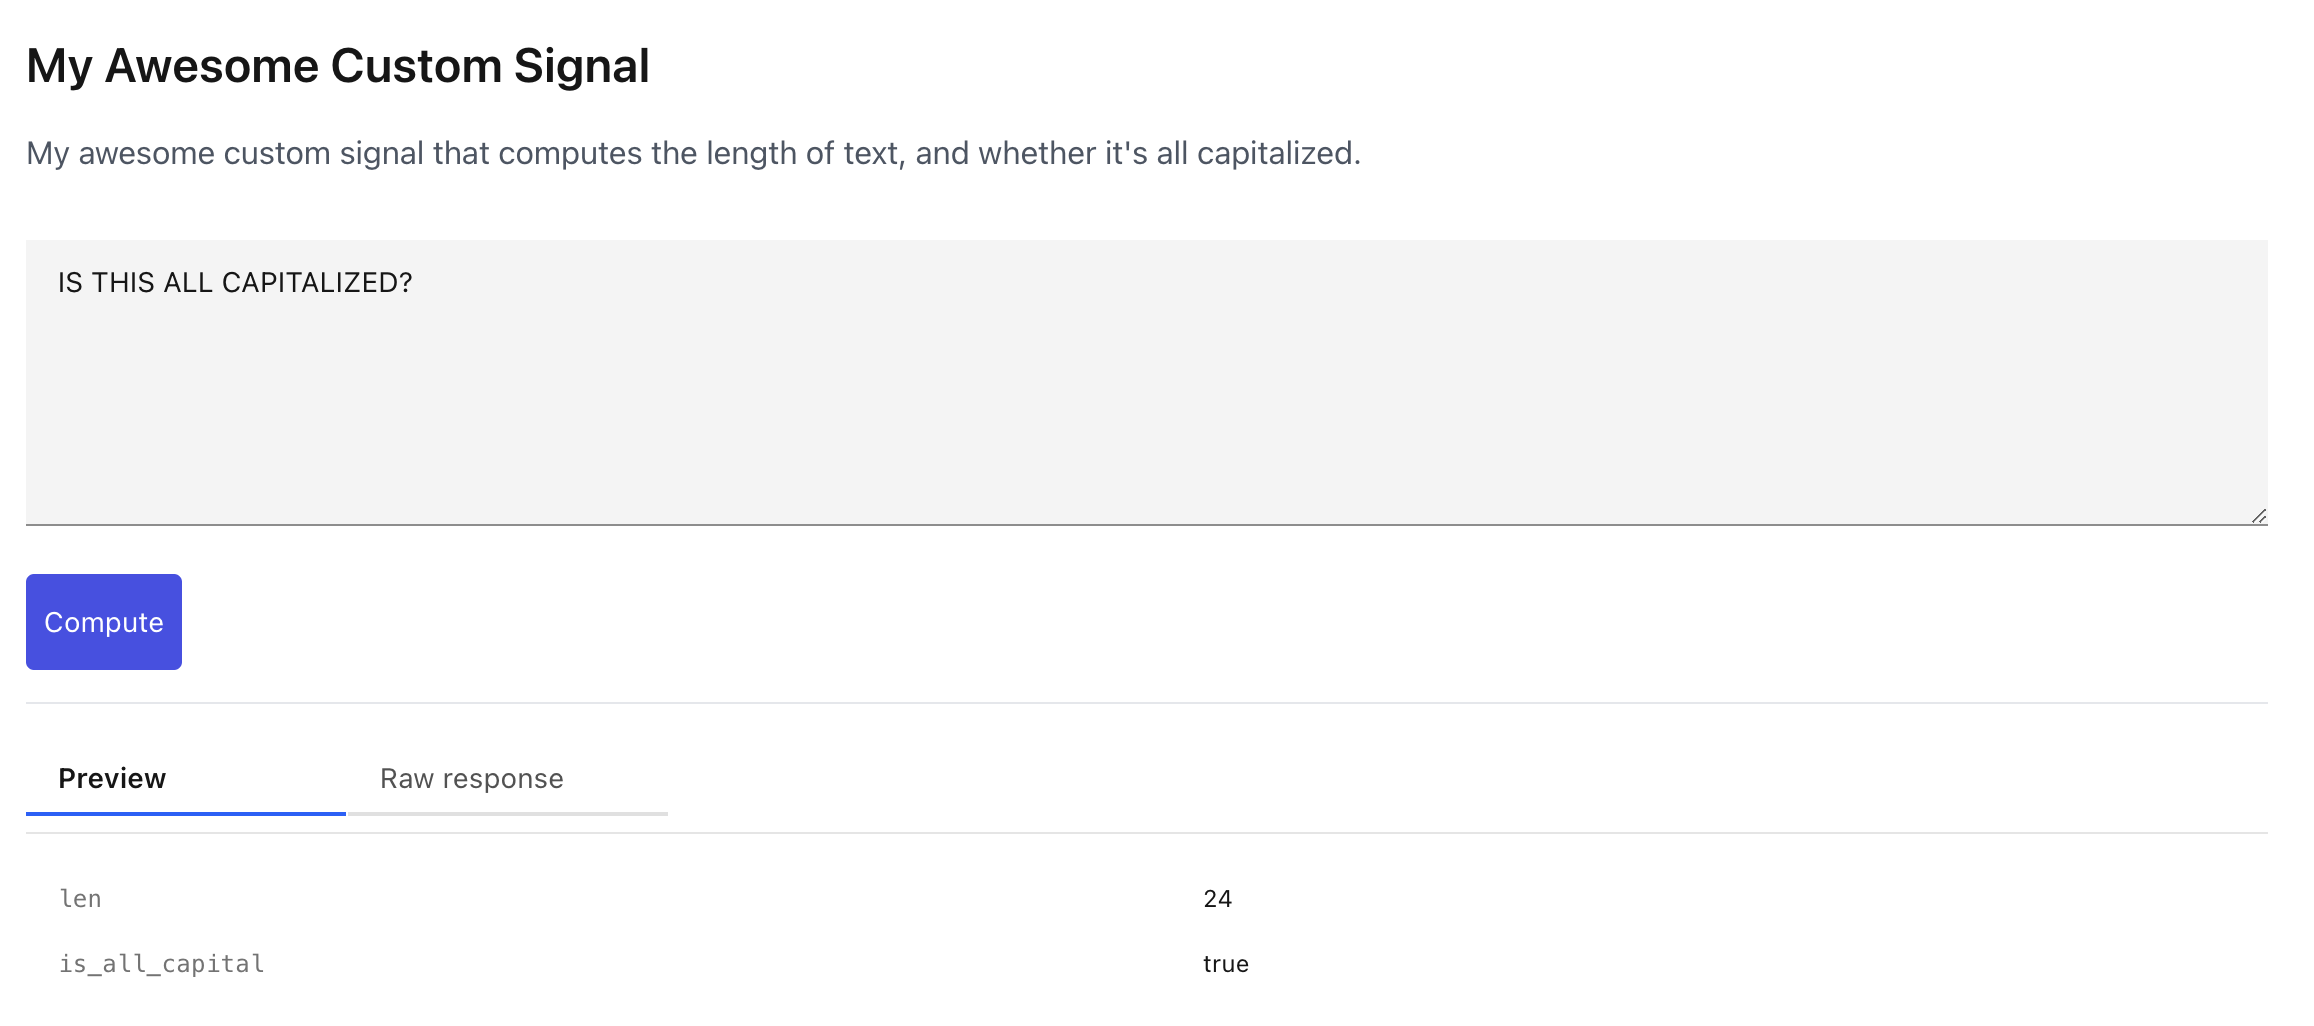 My Awesome Custom Signal
My awesome custom signal that computes the length of text, and whether it's all capitalized.
IS THIS ALL CAPITALIZED?
Compute
Preview Raw response
len 24
is_all_capital true